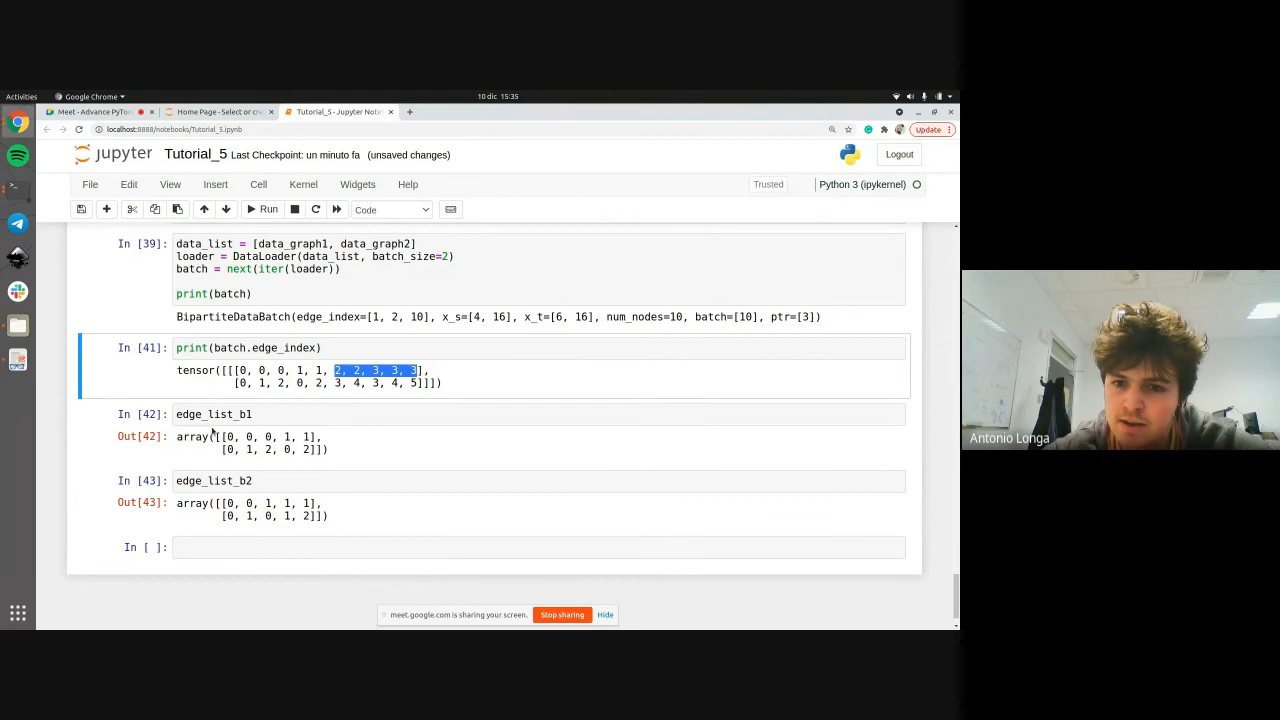 Activities
Google Chrome
10 dic 15:35
Meet - Advance PyTor
Home Page - Select or cre
Tutorial_5 - Jupyter Note
localhost:8888/notebooks/Tutorial_5.ipynb
Update
jupyter Tutorial_5 Last Checkpoint: un minuto fa (unsaved changes)
Logout
File Edit View Insert Cell Kernel Widgets Help
Trusted
Python 3 (ipykernel)
Run
Code
In [39]: data_list = [data_graph1, data_graph2]
loader = DataLoader(data_list, batch_size=2)
batch = next(iter(loader))
print(batch)
BipartiteDataBatch(edge_index=[1, 2, 10], x_s=[4, 16], x_t=[6, 16], num_nodes=10, batch=[10], ptr=[3])
In [41]: print(batch.edge_index)
tensor([[[0, 0, 0, 1, 1, 2, 2, 3, 3, 3],
[0, 1, 2, 0, 2, 3, 4, 3, 4, 5]]])
In [42]: edge_list_b1
Out[42]: array([[0, 0, 0, 1, 1],
[0, 1, 2, 0, 2]])
In [43]: edge_list_b2
Out[43]: array([[0, 0, 1, 1, 1],
[0, 1, 0, 1, 2]])
In [ ]:
meet.google.com is sharing your screen.
Stop sharing
Hide
Antonio Longa